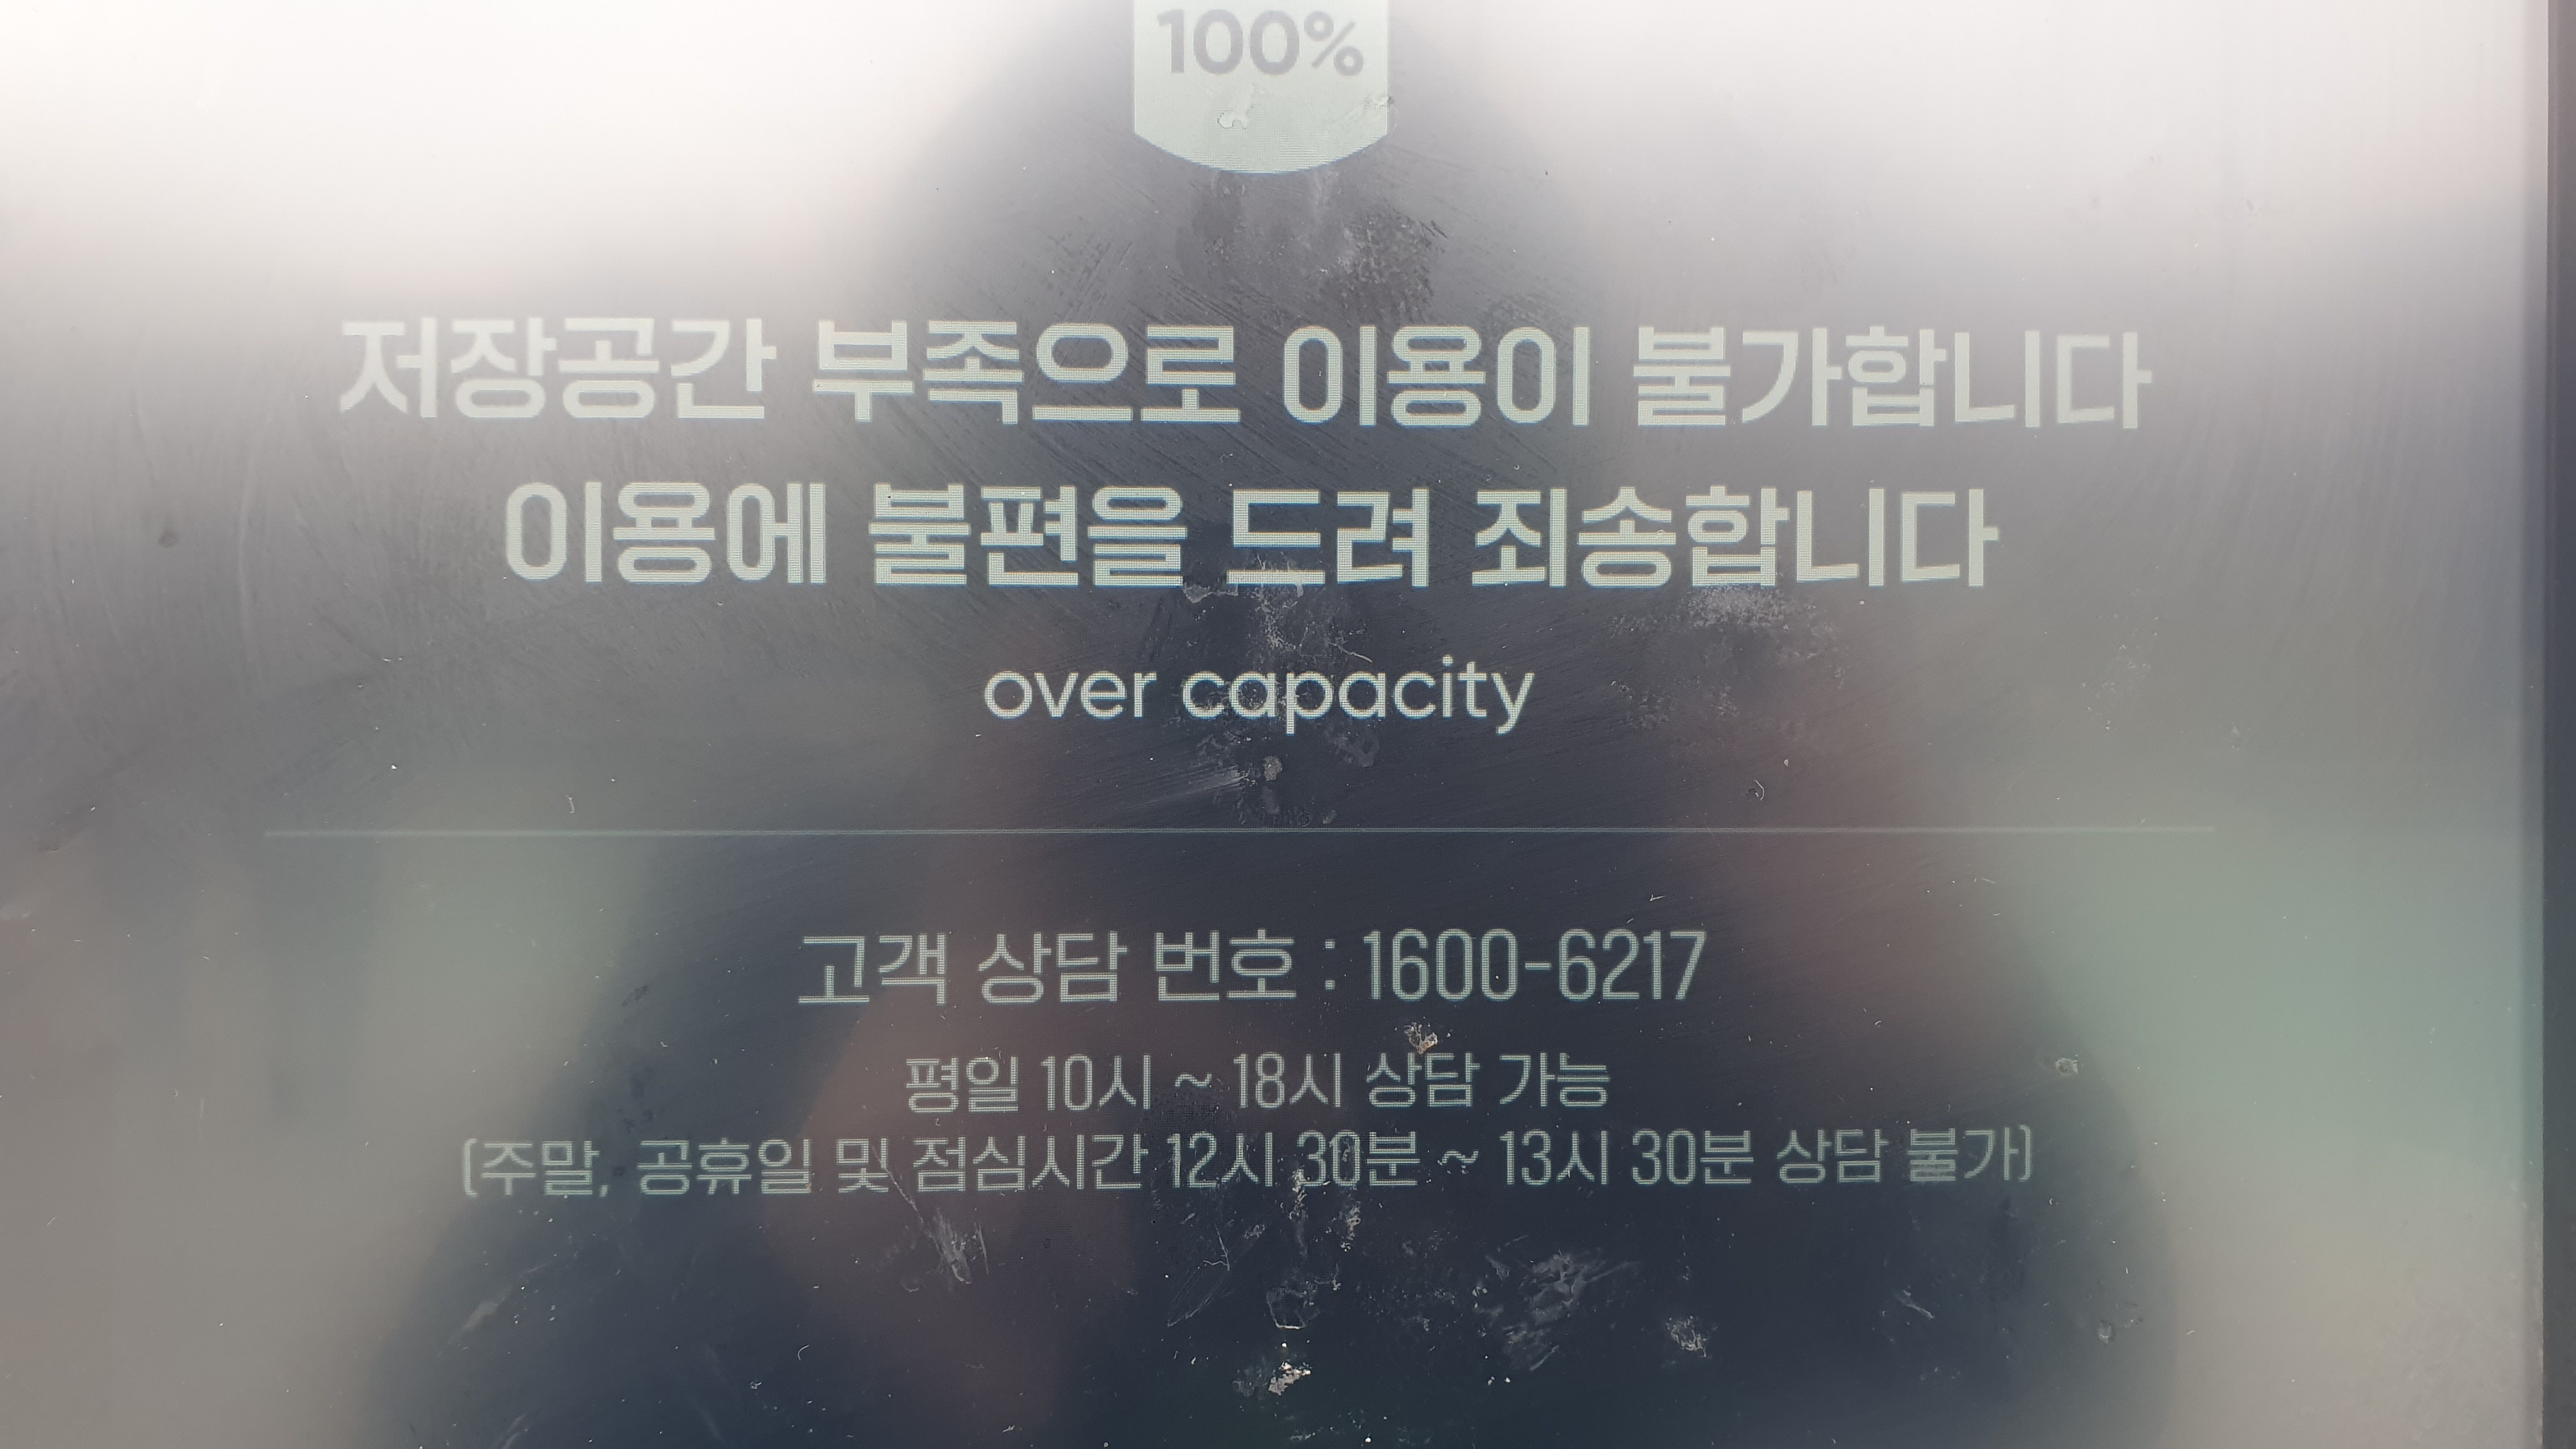 100%
저장공간 부족으로 이용이 불가합니다
이용에 불편을 드려 죄송합니다
over capacity
고객 상담 번호 : 1600-6217
평일 10시 ~ 18시 상담 가능
(주말, 공휴일 및 점심시간 12시 30분 ~ 13시 30분 상담 불가)